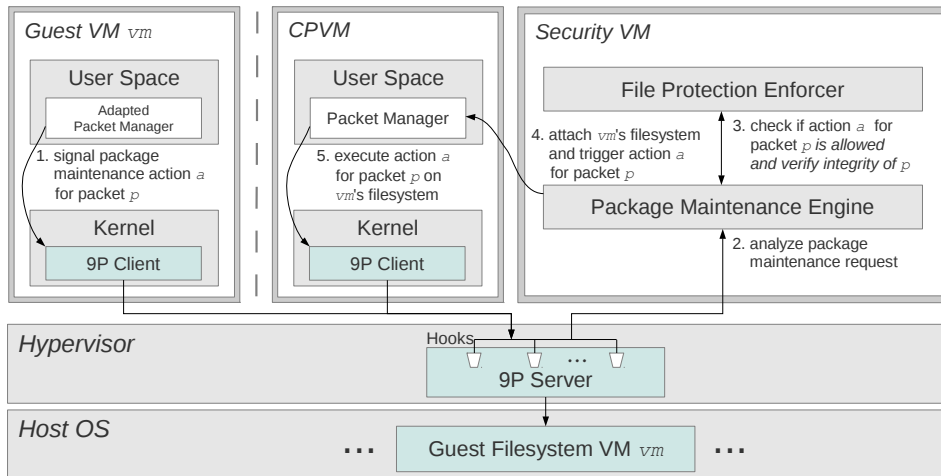 Guest VM vm
User Space
Adapted
Packet Manager
1. signal package
maintenance action a
for packet p
Kernel
9P Client
CPVM
User Space
Packet Manager
5. execute action a
for packet p on
vm's filesystem
Kernel
9P Client
Security VM
File Protection Enforcer
4. attach vm's filesystem
and trigger action a
for packet p
3. check if action a for
packet p is allowed
and verify integrity of p
Package Maintenance Engine
2. analyze package
maintenance request
Hypervisor
Hooks
...
9P Server
Host OS
...
Guest Filesystem VM vm
...